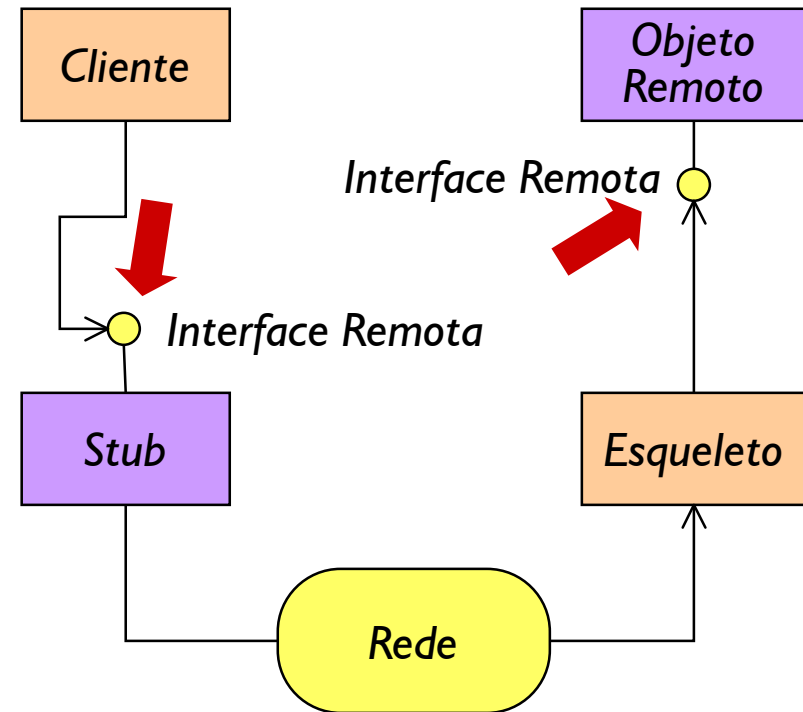 Cliente
Objeto
Remoto
Interface Remota
Interface Remota
Stub
Esqueleto
Rede